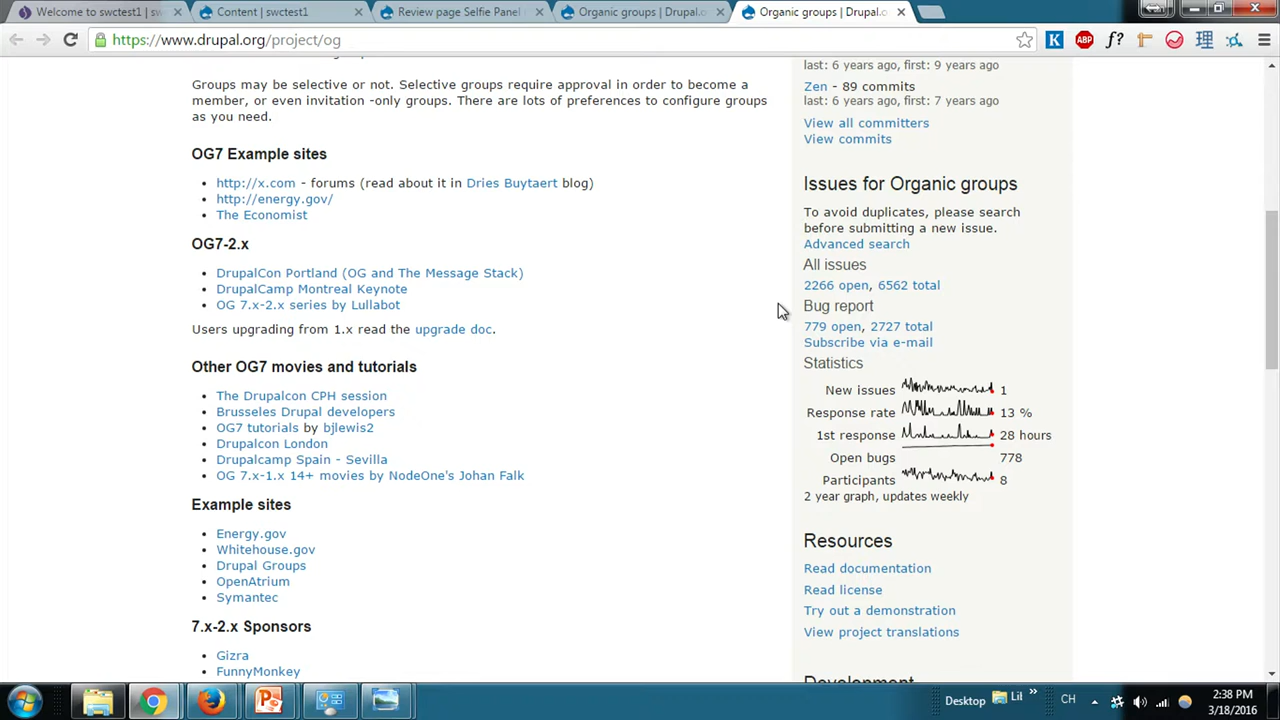 Welcome to swctest1 | sw
Content | swctest1
Review page Selfie Panel
Organic groups | Drupal.o
Organic groups | Drupal.o
https://www.drupal.org/project/og
Groups may be selective or not. Selective groups require approval in order to become a
member, or even invitation -only groups. There are lots of preferences to configure groups
as you need.
OG7 Example sites
http://x.com - forums (read about it in Dries Buytaert blog)
http://energy.gov/
The Economist
OG7-2.x
DrupalCon Portland (OG and The Message Stack)
DrupalCamp Montreal Keynote
OG 7.x-2.x series by Lullabot
Users upgrading from 1.x read the upgrade doc.
Other OG7 movies and tutorials
The Drupalcon CPH session
Brusseles Drupal developers
OG7 tutorials by bjlewis2
Drupalcon London
Drupalcamp Spain - Sevilla
OG 7.x-1.x 14+ movies by NodeOne's Johan Falk
Example sites
Energy.gov
Whitehouse.gov
Drupal Groups
OpenAtrium
Symantec
7.x-2.x Sponsors
Gizra
FunnyMonkey
last: 6 years ago, first: 9 years ago
Zen - 89 commits
last: 6 years ago, first: 7 years ago
View all committers
View commits
Issues for Organic groups
To avoid duplicates, please search
before submitting a new issue.
Advanced search
All issues
2266 open, 6562 total
Bug report
779 open, 2727 total
Subscribe via e-mail
Statistics
New issues 1
Response rate 13 %
1st response 28 hours
Open bugs 778
Participants 8
2 year graph, updates weekly
Resources
Read documentation
Read license
Try out a demonstration
View project translations
Development
K ABP f? 理
Desktop Lil » CH
2:38 PM
3/18/2016